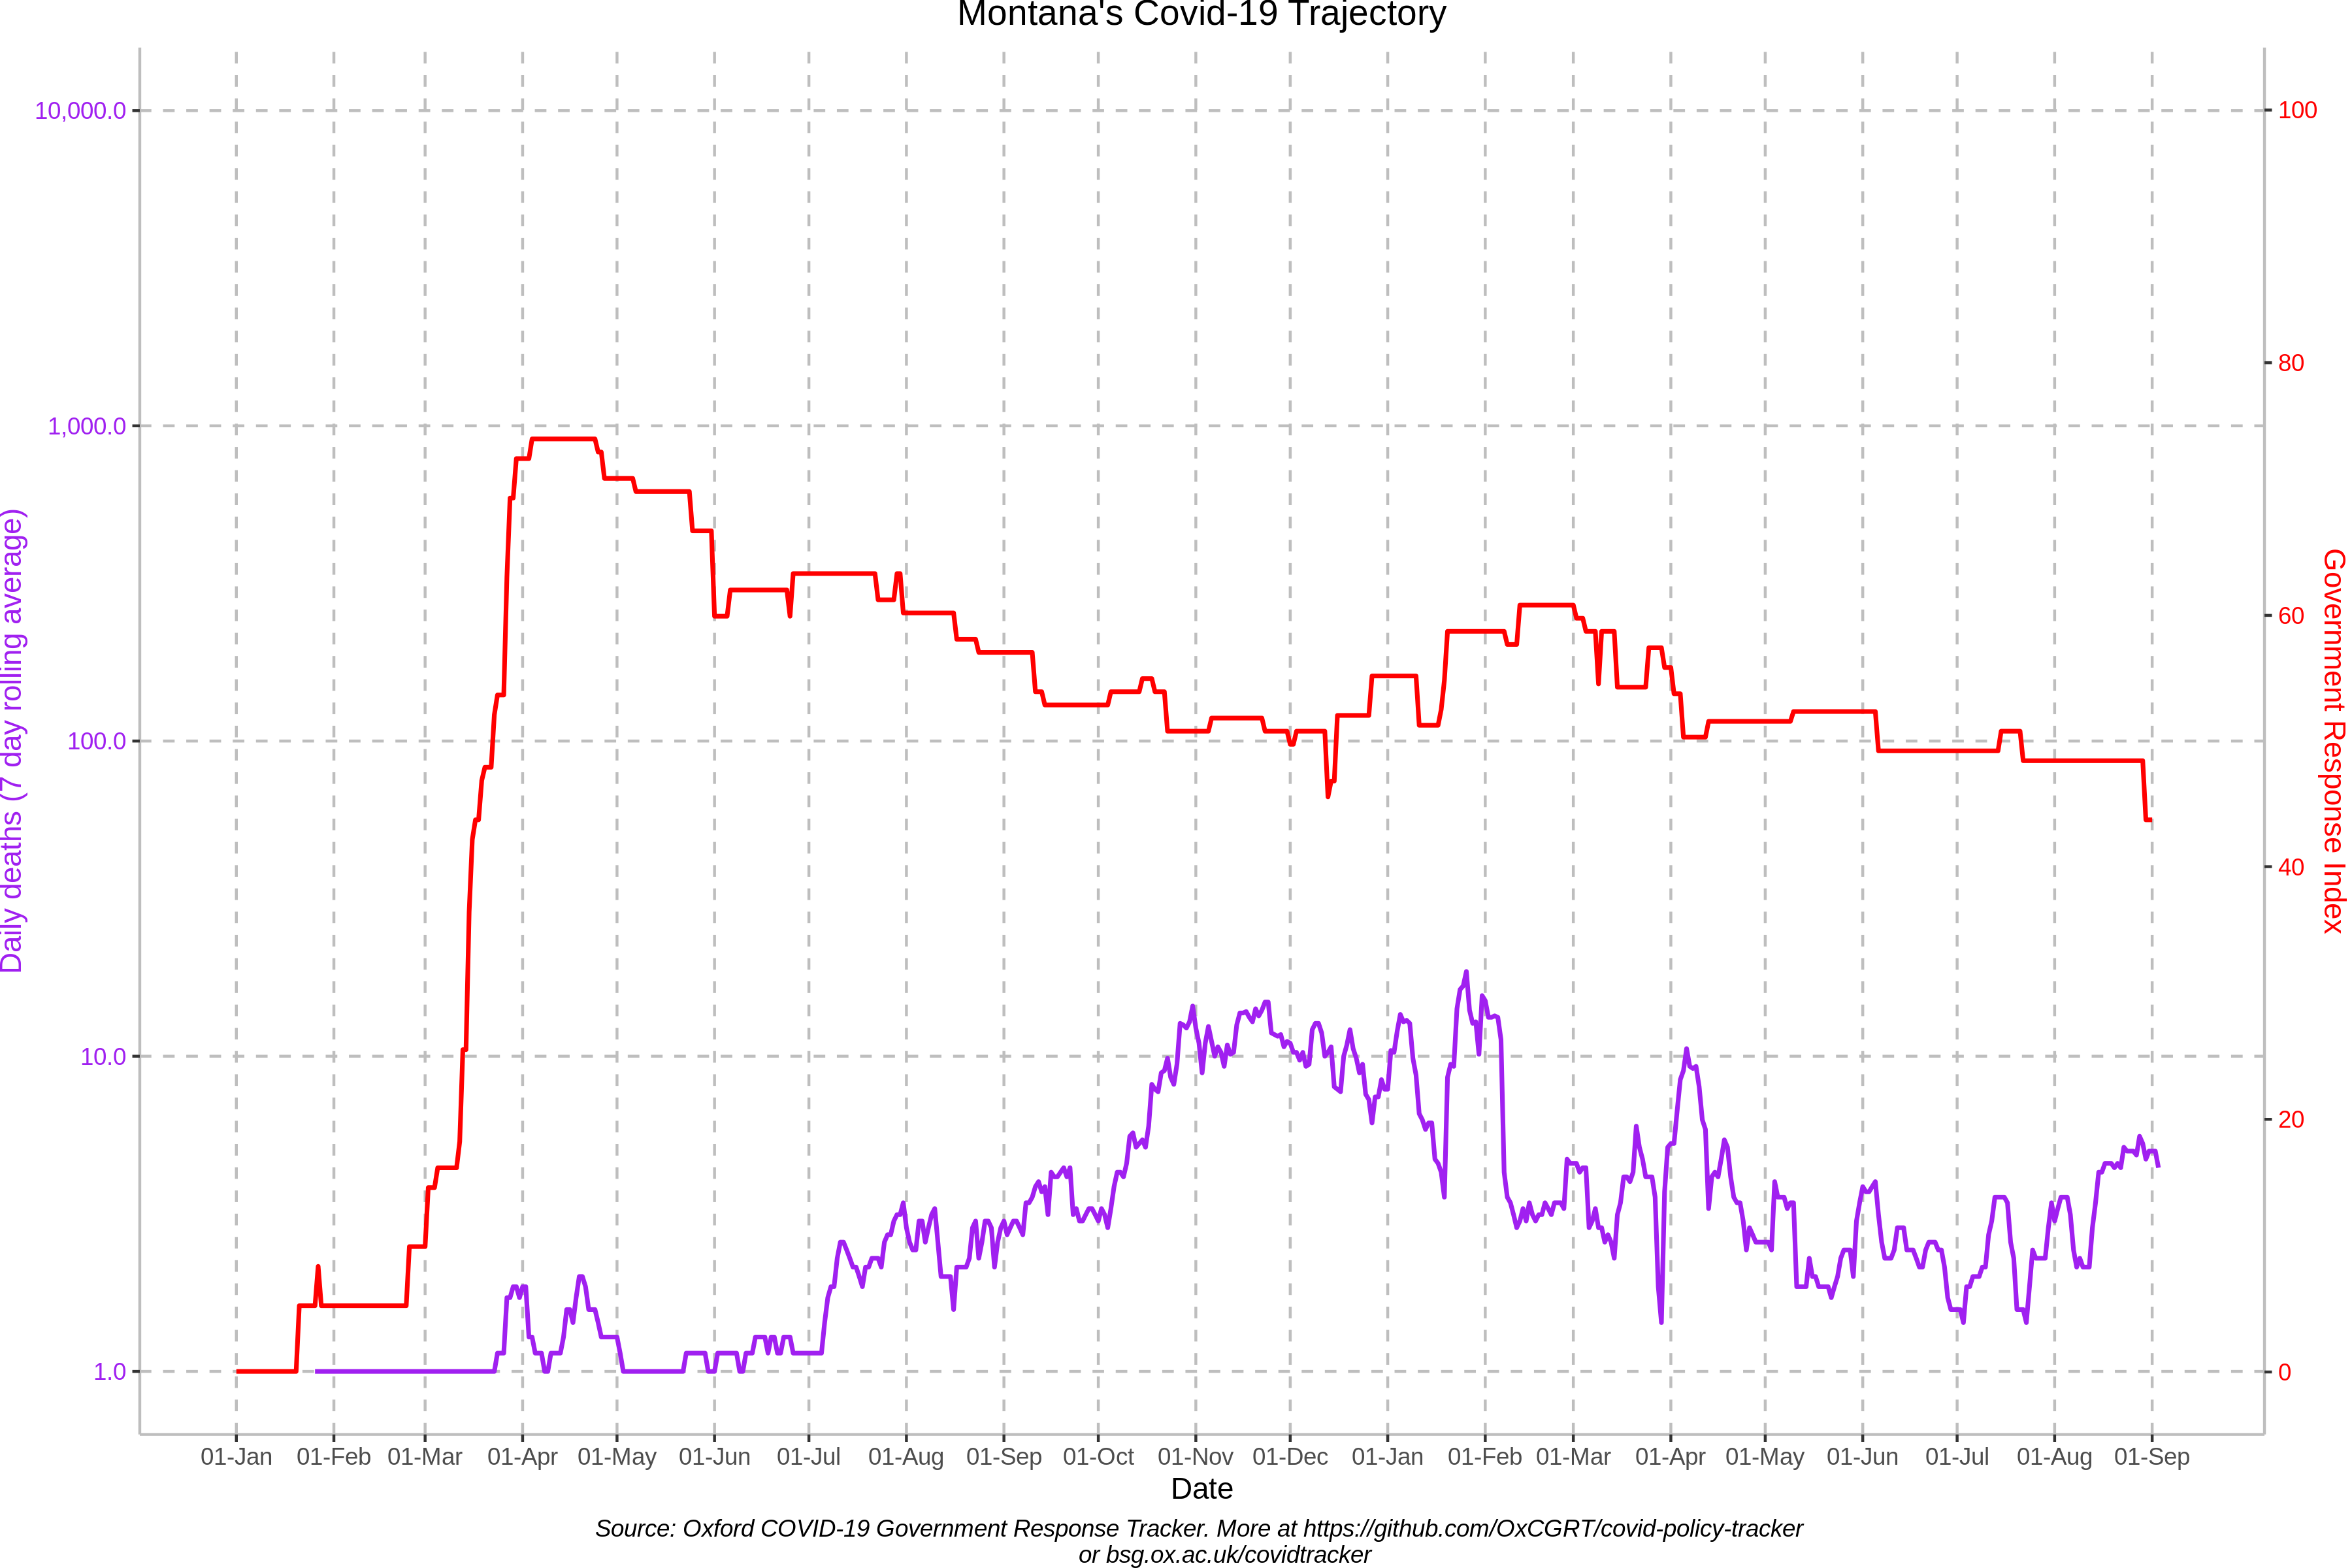 Montana's Covid-19 Trajectory
10,000.0
1,000.0
100.0
10.0
1.0
Daily deaths (7 day rolling average)
100
80
60
40
20
0
Government Response Index
01-Jan 01-Feb 01-Mar 01-Apr 01-May 01-Jun 01-Jul 01-Aug 01-Sep 01-Oct 01-Nov 01-Dec 01-Jan 01-Feb 01-Mar 01-Apr 01-May 01-Jun 01-Jul 01-Aug 01-Sep
Date
Source: Oxford COVID-19 Government Response Tracker. More at https://github.com/OxCGRT/covid-policy-tracker
or bsg.ox.ac.uk/covidtracker